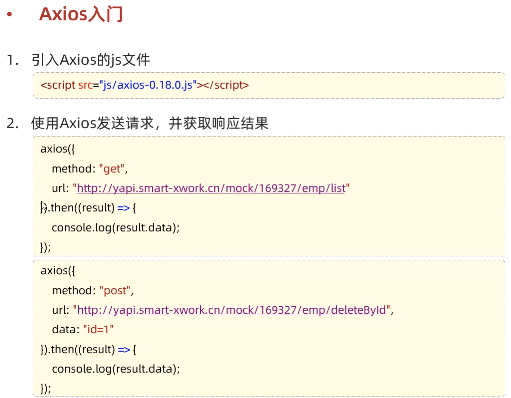 • Axios入门
1. 引入Axios的js文件
<script src="js/axios-0.18.0.js"></script>
2. 使用Axios发送请求，并获取响应结果
axios({
method: "get",
url: "http://yapi.smart-xwork.cn/mock/169327/emp/list"
}).then((result) => {
console.log(result.data);
});
axios({
method: "post",
url: "http://yapi.smart-xwork.cn/mock/169327/emp/deleteById",
data: "id=1"
}).then((result) => {
console.log(result.data);
});